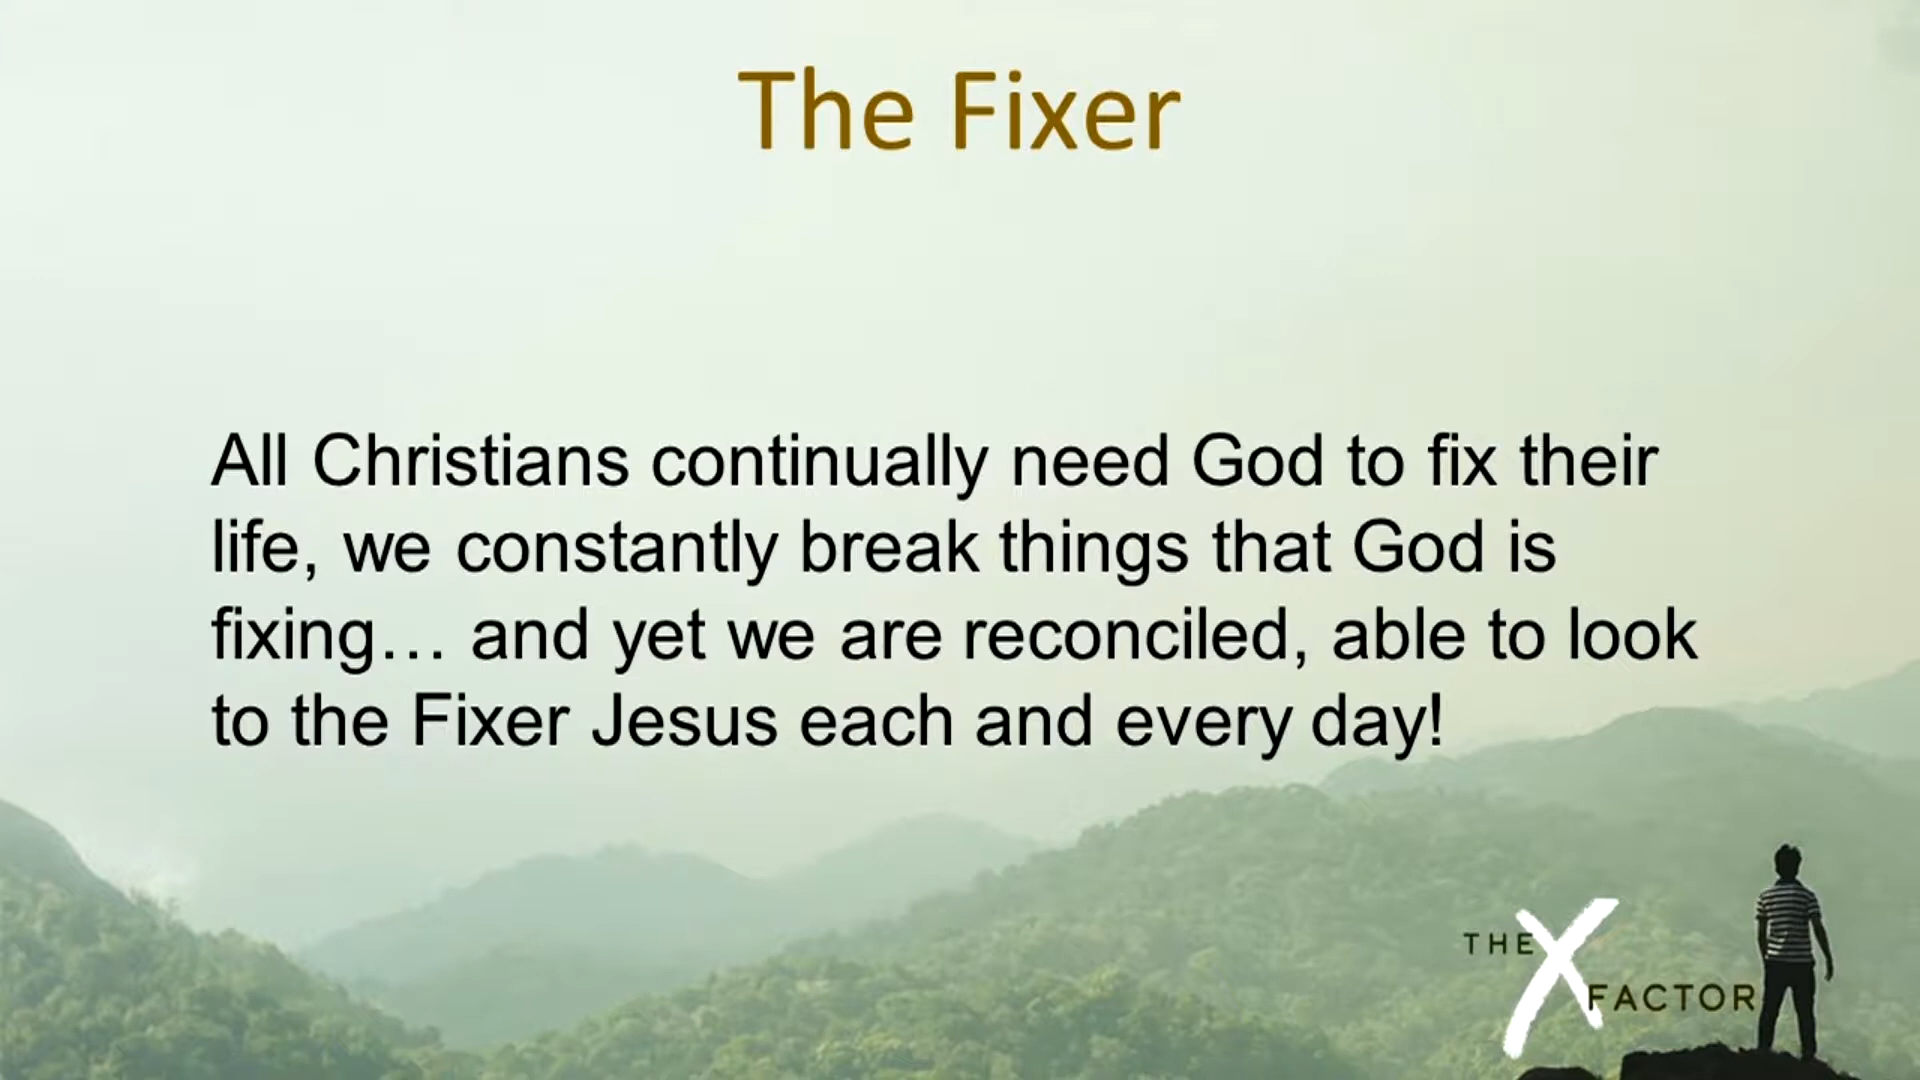 The Fixer
All Christians continually need God to fix their
life, we constantly break things that God is
fixing… and yet we are reconciled, able to look
to the Fixer Jesus each and every day!
THE X
FACTOR